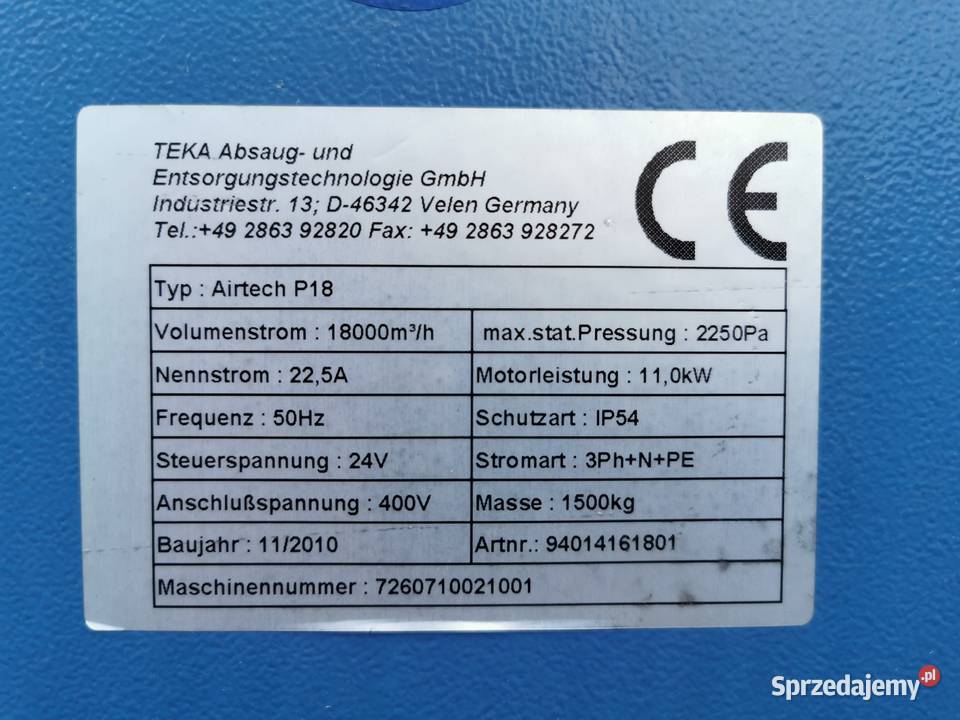 TEKA Absaug- und
Entsorgungstechnologie GmbH
Industriestr. 13; D-46342 Velen Germany
Tel.:+49 2863 92820 Fax: +49 2863 928272
CE
Typ : Airtech P18
Volumenstrom : 18000m³/h max.stat.Pressung : 2250Pa
Nennstrom : 22,5A Motorleistung : 11,0kW
Frequenz : 50Hz Schutzart : IP54
Steuerspannung : 24V Stromart : 3Ph+N+PE
Anschlußspannung : 400V Masse : 1500kg
Baujahr : 11/2010 Artnr.: 94014161801
Maschinennummer : 7260710021001
Sprzedajemy.pl